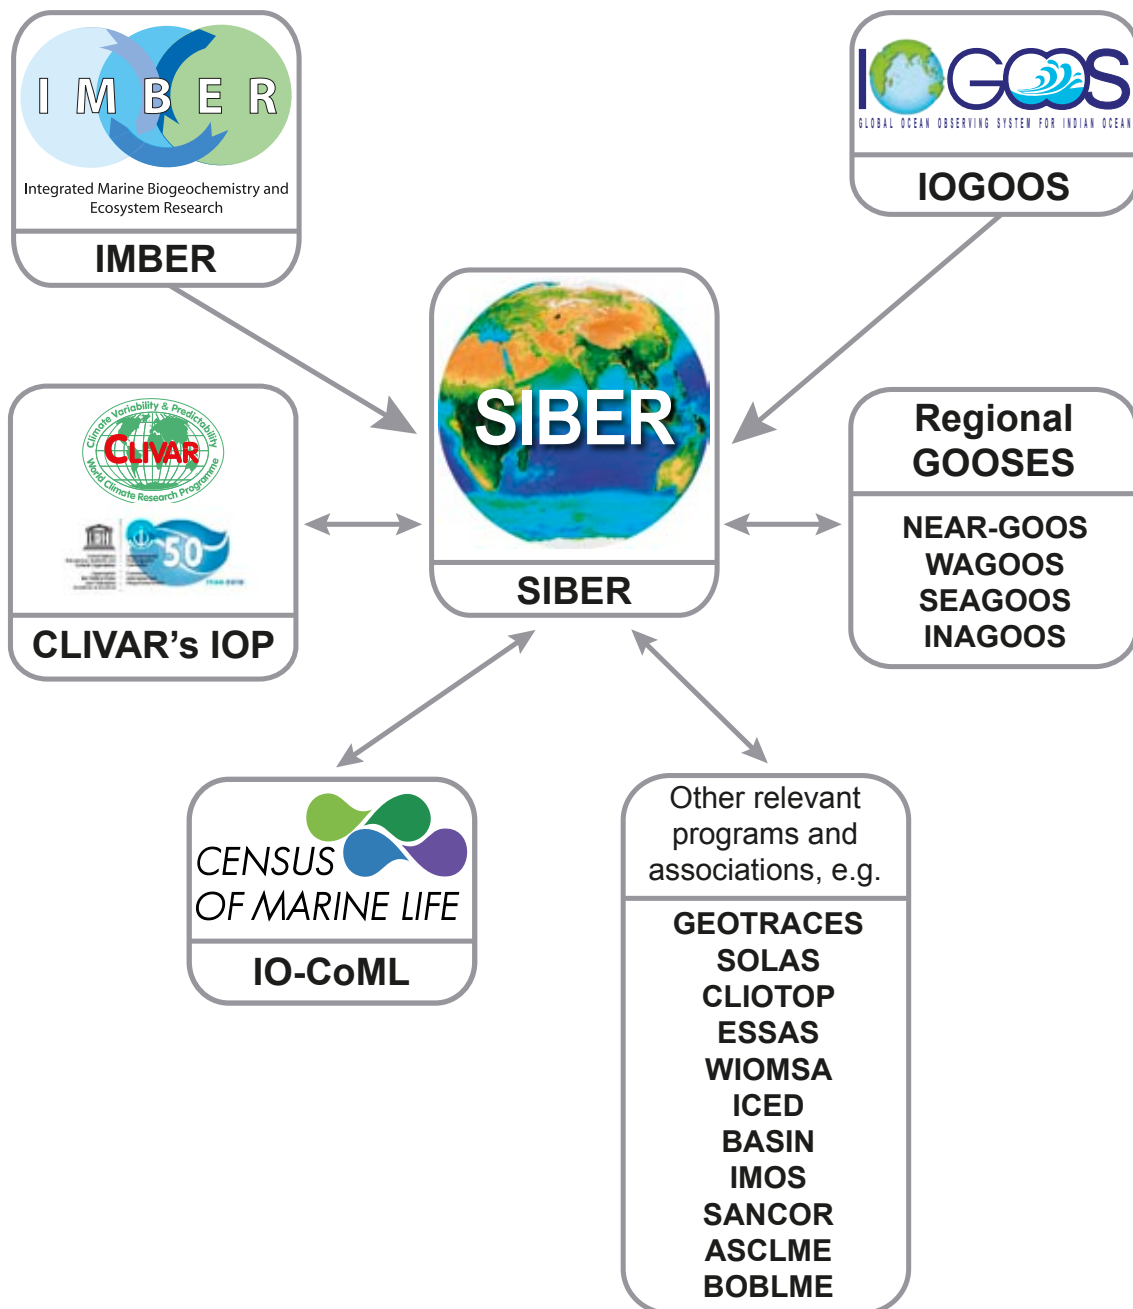 IMBER
Integrated Marine Biogeochemistry and
Ecosystem Research
IMBER
IOGOOS
GLOBAL OCEAN OBSERVING SYSTEM FOR INDIAN OCEAN
IOGOOS
SIBER
SIBER
Climate Variability & Predictability
CLIVAR
World Climate Research Programme
50
CLIVAR's IOP
Regional
GOOSES
NEAR-GOOS
WAGOOS
SEAGOOS
INAGOOS
CENSUS
OF MARINE LIFE
IO-CoML
Other relevant
programs and
associations, e.g.
GEOTRACES
SOLAS
CLIOTOP
ESSAS
WIOMSA
ICED
BASIN
IMOS
SANCOR
ASCLME
BOBLME